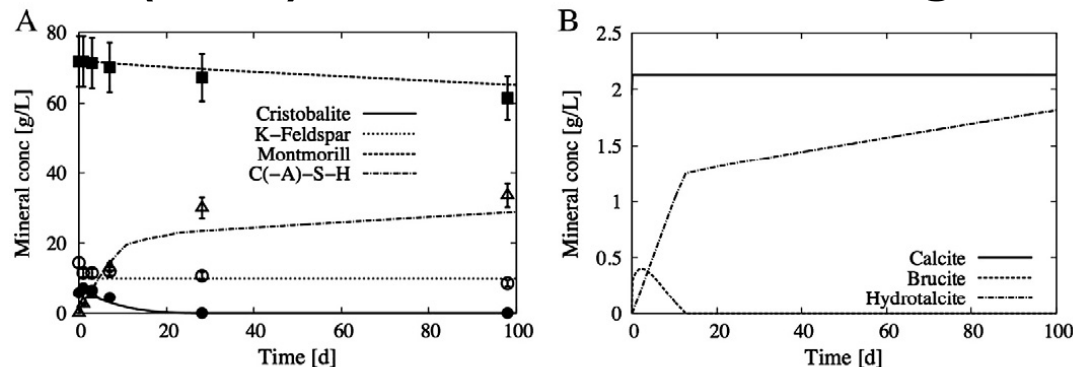 A
Mineral conc [g/L]
80
60
40
20
0
Cristobalite
K–Feldspar
Montmorill
C(–A)–S–H
0 20 40 60 80 100
Time [d]
B
Mineral conc [g/L]
2.5
2
1.5
1
0.5
0
Calcite
Brucite
Hydrotalcite
0 20 40 60 80 100
Time [d]